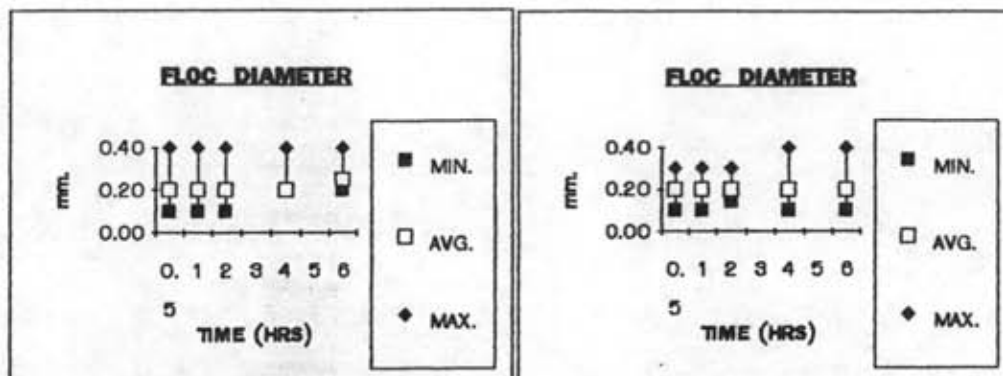 FLOC DIAMETER
mm.
0.40
0.20
0.00
0. 1 2 3 4 5 6
5
TIME (HRS)
MIN.
AVG.
MAX.
FLOC DIAMETER
mm.
0.40
0.20
0.00
0. 1 2 3 4 5 6
5
TIME (HRS)
MIN.
AVG.
MAX.